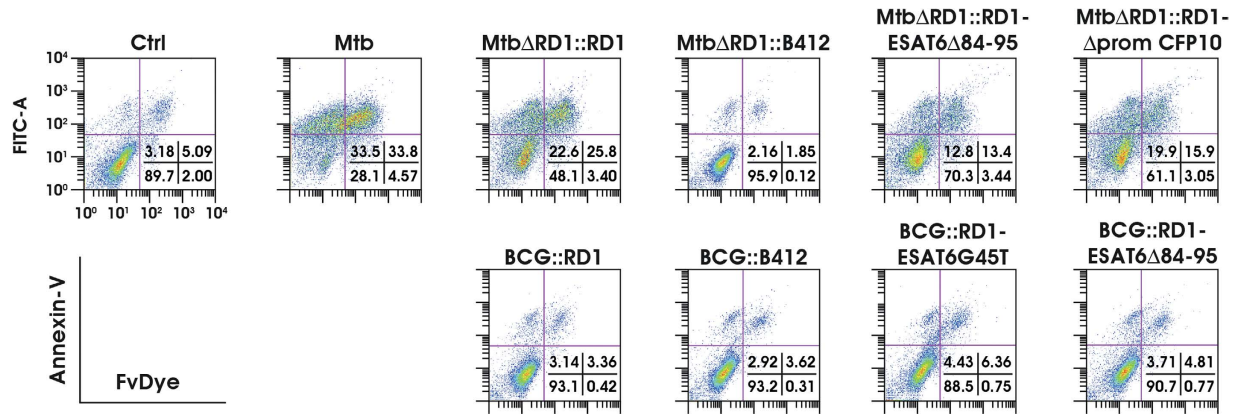 Ctrl
Mtb
MtbΔRD1::RD1
MtbΔRD1::B412
MtbΔRD1::RD1-
ESAT6Δ84-95
MtbΔRD1::RD1-
Δprom CFP10
FITC-A
10⁴
10³
10²
10¹
10⁰
10⁰ 10¹ 10² 10³ 10⁴
3.18 5.09
89.7 2.00
33.5 33.8
28.1 4.57
22.6 25.8
48.1 3.40
2.16 1.85
95.9 0.12
12.8 13.4
70.3 3.44
19.9 15.9
61.1 3.05
Annexin-V
FvDye
BCG::RD1
BCG::B412
BCG::RD1-
ESAT6G45T
BCG::RD1-
ESAT6Δ84-95
3.14 3.36
93.1 0.42
2.92 3.62
93.2 0.31
4.43 6.36
88.5 0.75
3.71 4.81
90.7 0.77